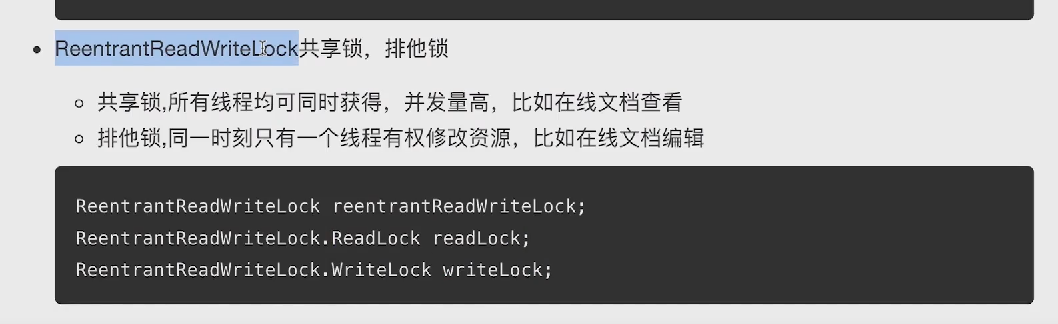 ReentrantReadWriteLock共享锁，排他锁
共享锁,所有线程均可同时获得，并发量高，比如在线文档查看
排他锁,同一时刻只有一个线程有权修改资源，比如在线文档编辑
ReentrantReadWriteLock reentrantReadWriteLock;
ReentrantReadWriteLock.ReadLock readLock;
ReentrantReadWriteLock.WriteLock writeLock;